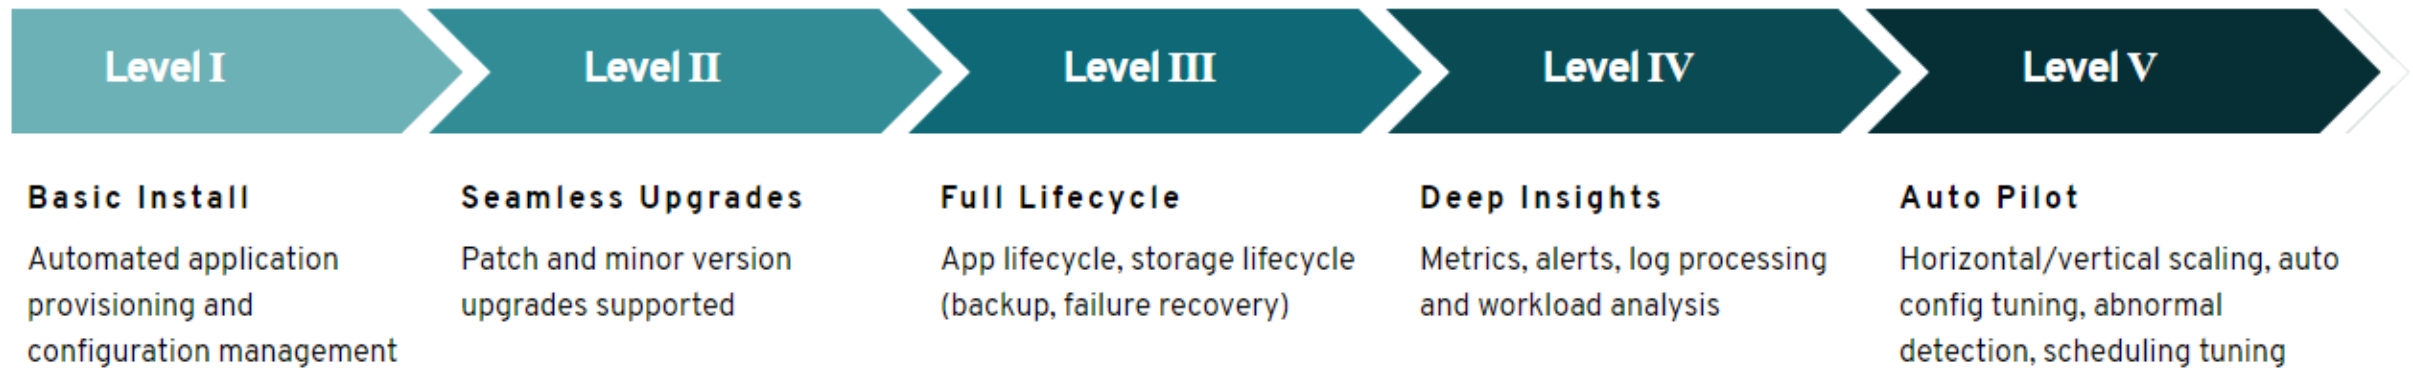 Level I
Level II
Level III
Level IV
Level V
Basic Install
Automated application
provisioning and
configuration management
Seamless Upgrades
Patch and minor version
upgrades supported
Full Lifecycle
App lifecycle, storage lifecycle
(backup, failure recovery)
Deep Insights
Metrics, alerts, log processing
and workload analysis
Auto Pilot
Horizontal/vertical scaling, auto
config tuning, abnormal
detection, scheduling tuning